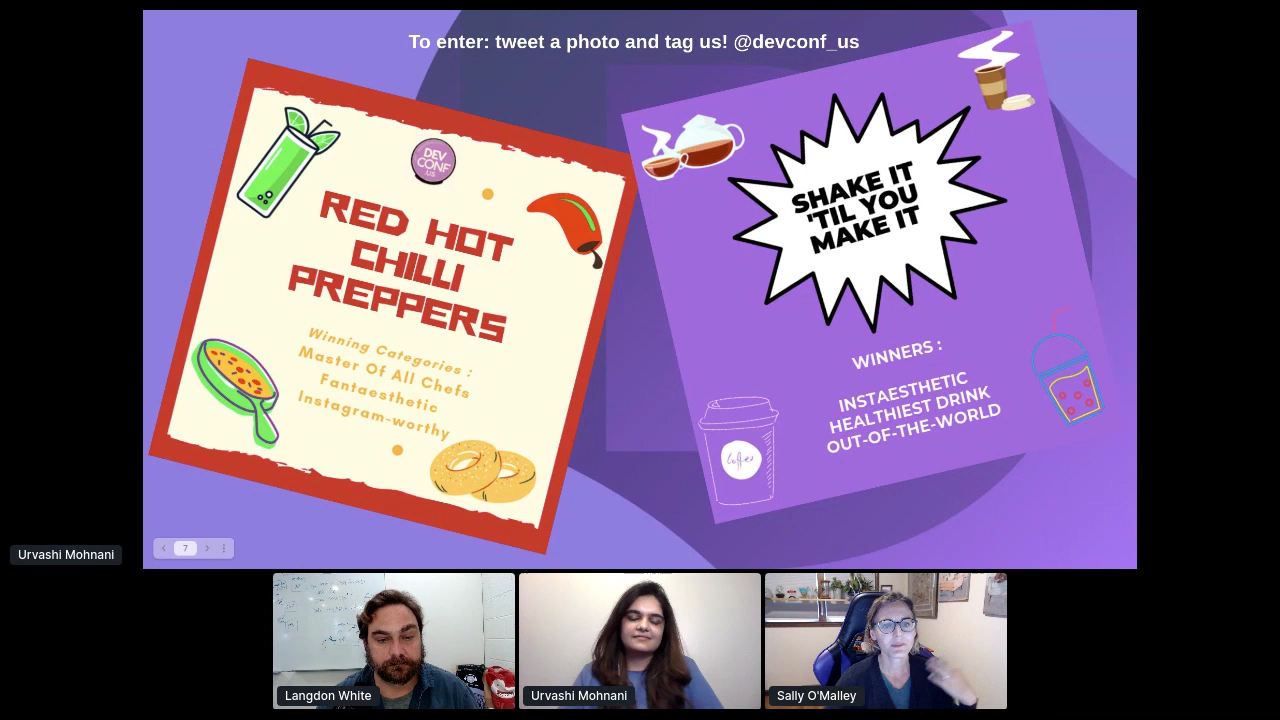 To enter: tweet a photo and tag us! @devconf_us
DEV
CONF
.US
RED HOT
CHILLI
PREPPERS
Winning Categories :
Master Of All Chefs
Fantaesthetic
Instagram-worthy
SHAKE IT
'TIL YOU
MAKE IT
WINNERS :
INSTAESTHETIC
HEALTHIEST DRINK
OUT-OF-THE-WORLD
Coffee
7
Urvashi Mohnani
Langdon White
Urvashi Mohnani
Sally O'Malley